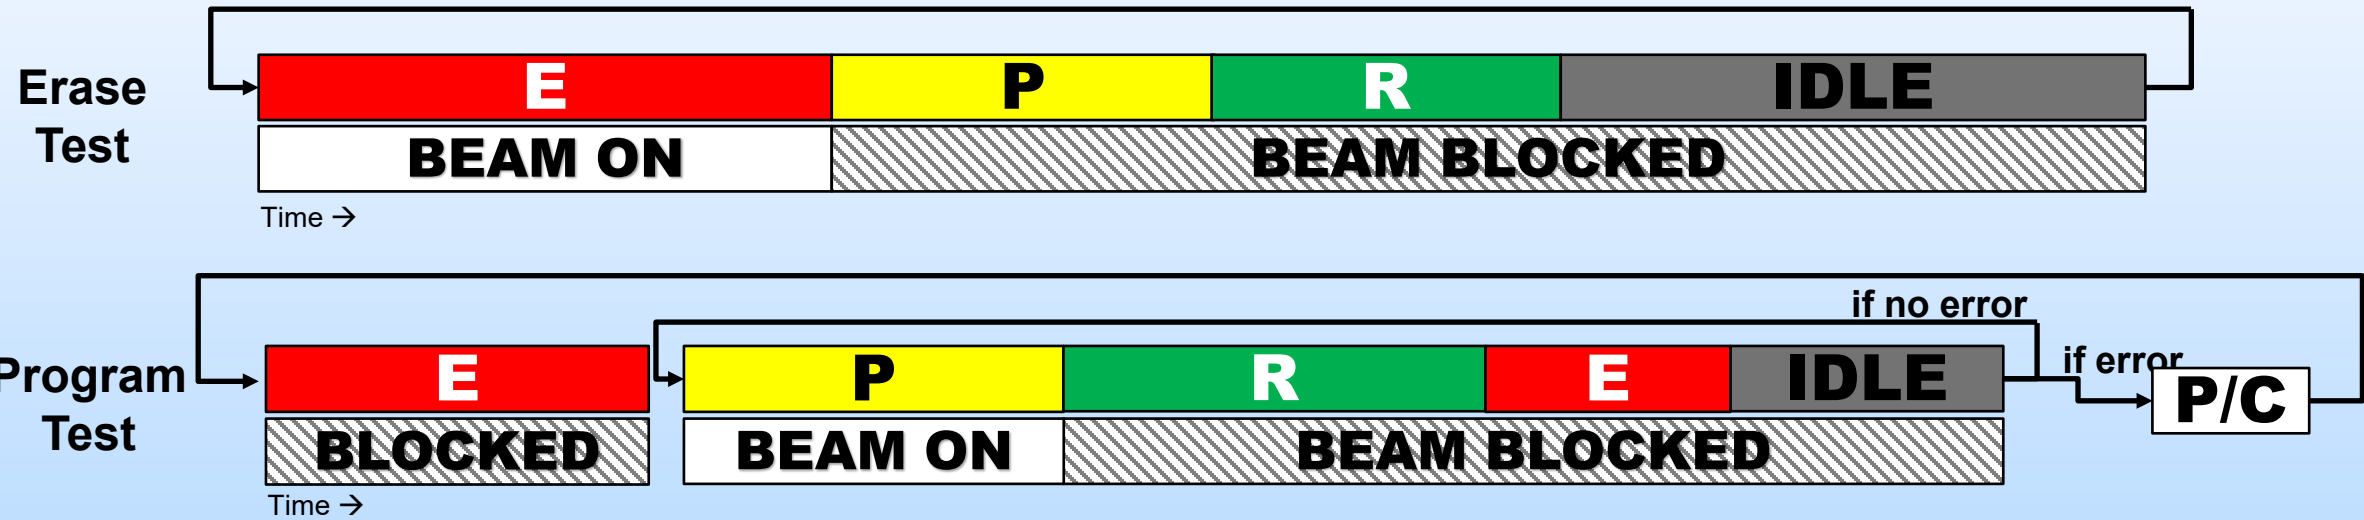 Erase
Test
E P R IDLE
BEAM ON BEAM BLOCKED
Time →
if no error
if error
Program
Test
E P R E IDLE P/C
BLOCKED BEAM ON BEAM BLOCKED
Time →